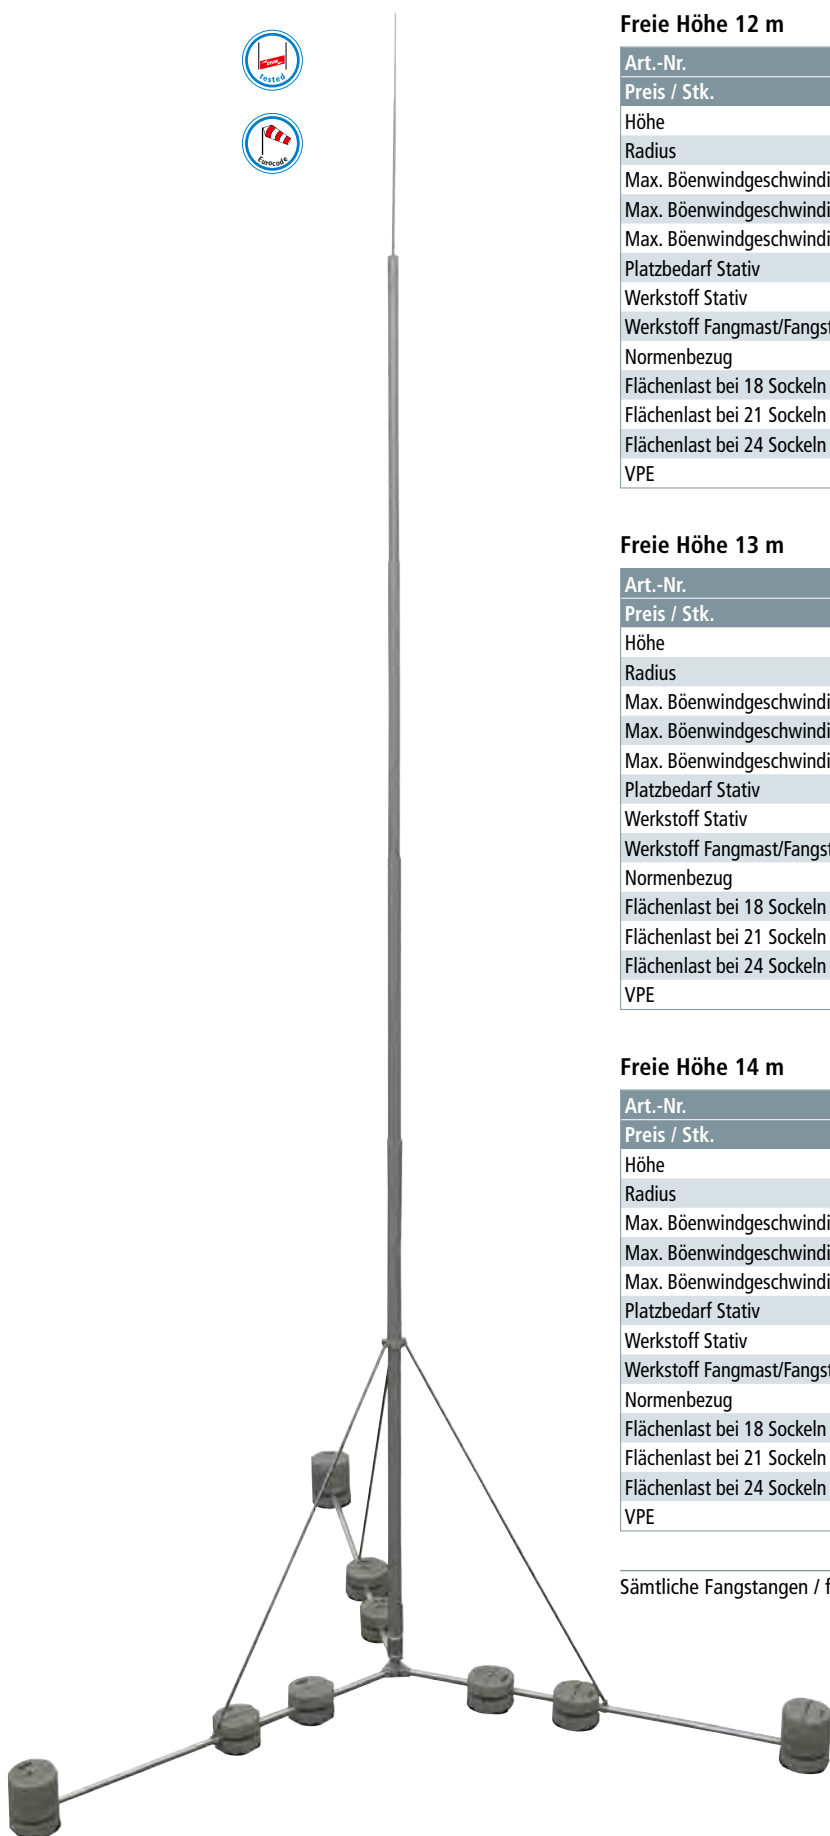 tested
Eurocode
Freie Höhe 12 m
Art.-Nr.
Preis / Stk.
Höhe
Radius
Max. Böenwindgeschwindi
Max. Böenwindgeschwindi
Max. Böenwindgeschwindi
Platzbedarf Stativ
Werkstoff Stativ
Werkstoff Fangmast/Fangst
Normenbezug
Flächenlast bei 18 Sockeln
Flächenlast bei 21 Sockeln
Flächenlast bei 24 Sockeln
VPE
Freie Höhe 13 m
Art.-Nr.
Preis / Stk.
Höhe
Radius
Max. Böenwindgeschwindi
Max. Böenwindgeschwindi
Max. Böenwindgeschwindi
Platzbedarf Stativ
Werkstoff Stativ
Werkstoff Fangmast/Fangst
Normenbezug
Flächenlast bei 18 Sockeln
Flächenlast bei 21 Sockeln
Flächenlast bei 24 Sockeln
VPE
Freie Höhe 14 m
Art.-Nr.
Preis / Stk.
Höhe
Radius
Max. Böenwindgeschwindi
Max. Böenwindgeschwindi
Max. Böenwindgeschwindi
Platzbedarf Stativ
Werkstoff Stativ
Werkstoff Fangmast/Fangst
Normenbezug
Flächenlast bei 18 Sockeln
Flächenlast bei 21 Sockeln
Flächenlast bei 24 Sockeln
VPE
Sämtliche Fangstangen / f